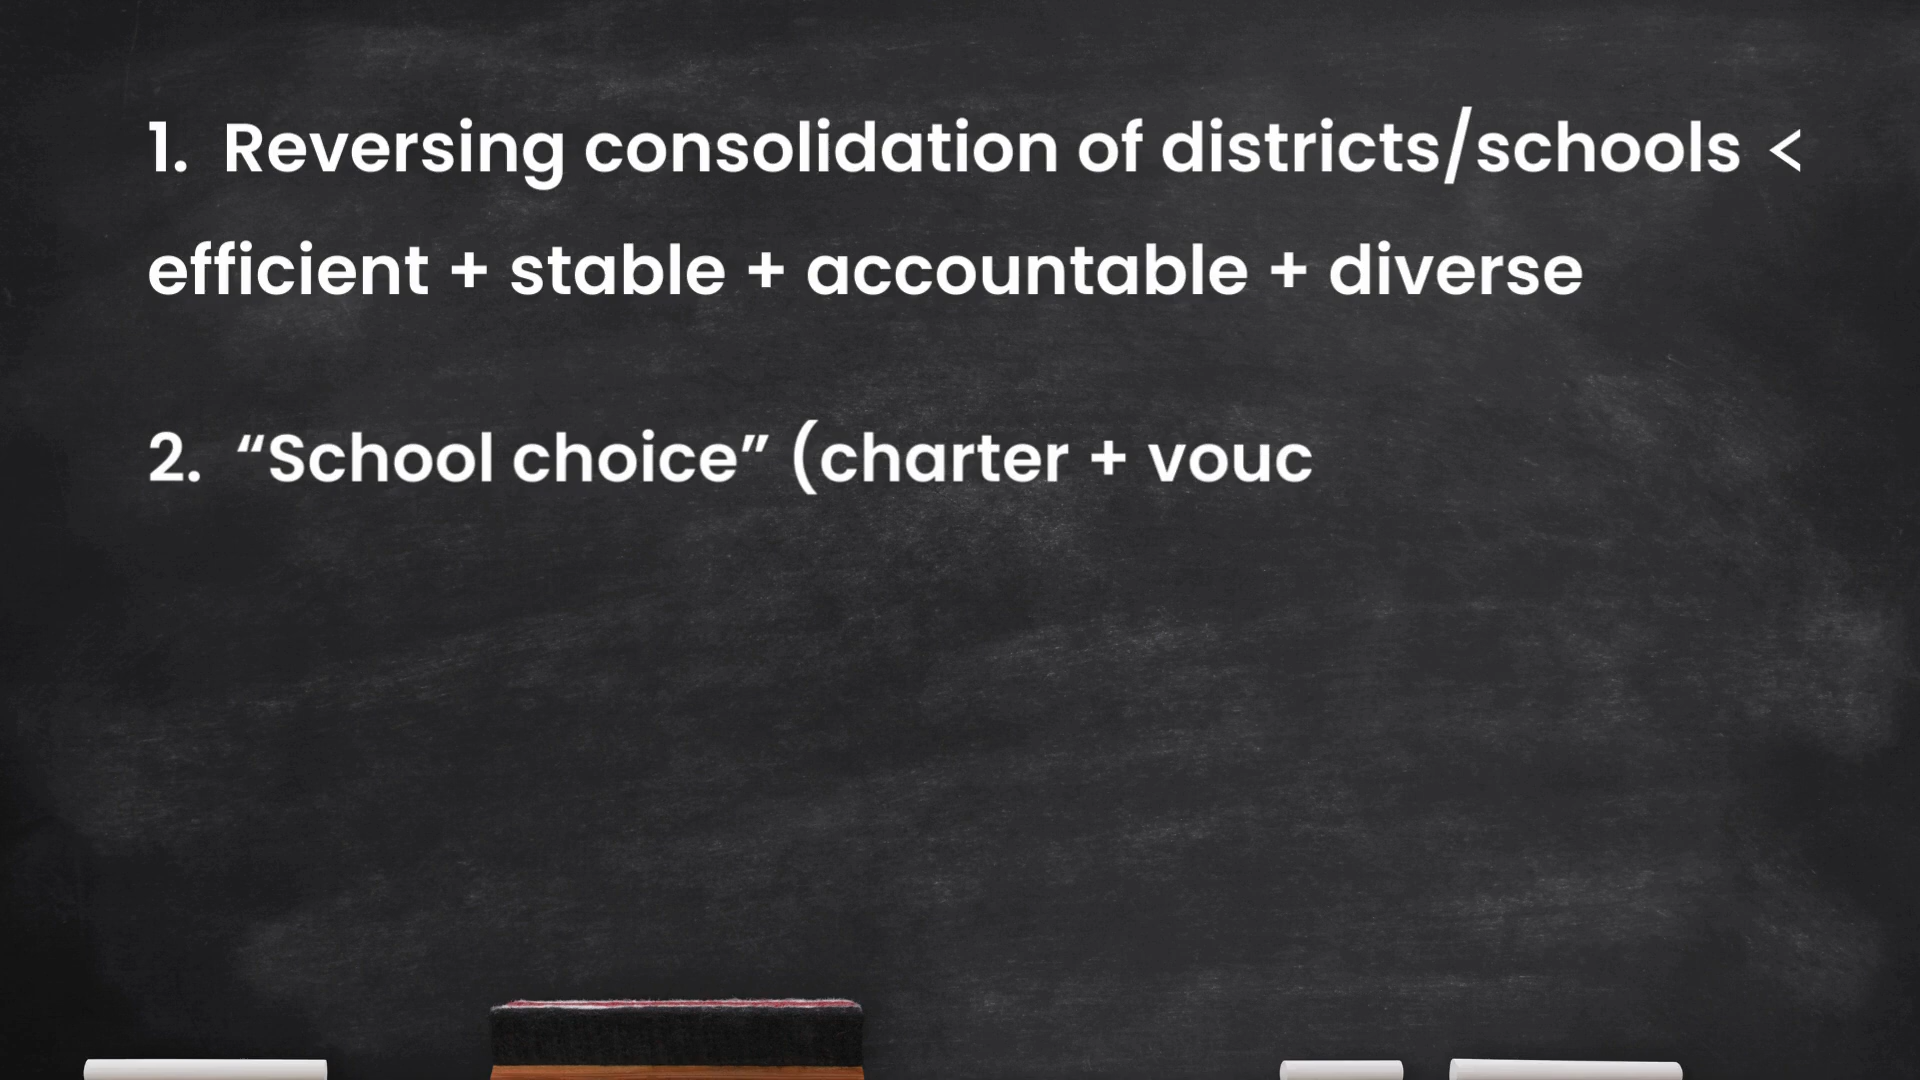 1. Reversing consolidation of districts/schools <
efficient + stable + accountable + diverse
2. “School choice” (charter + vouc